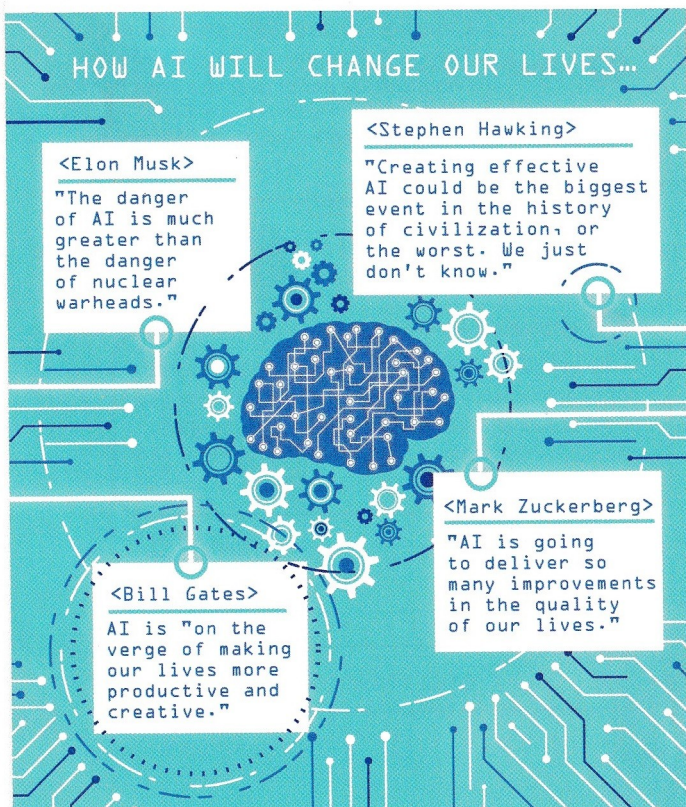 HOW AI WILL CHANGE OUR LIVES…
<Elon Musk>
"The danger
of AI is much
greater than
the danger
of nuclear
warheads."
<Stephen Hawking>
"Creating effective
AI could be the biggest
event in the history
of civilization, or
the worst. We just
don't know."
<Bill Gates>
AI is "on the
verge of making
our lives more
productive and
creative."
<Mark Zuckerberg>
"AI is going
to deliver so
many improvements
in the quality
of our lives."